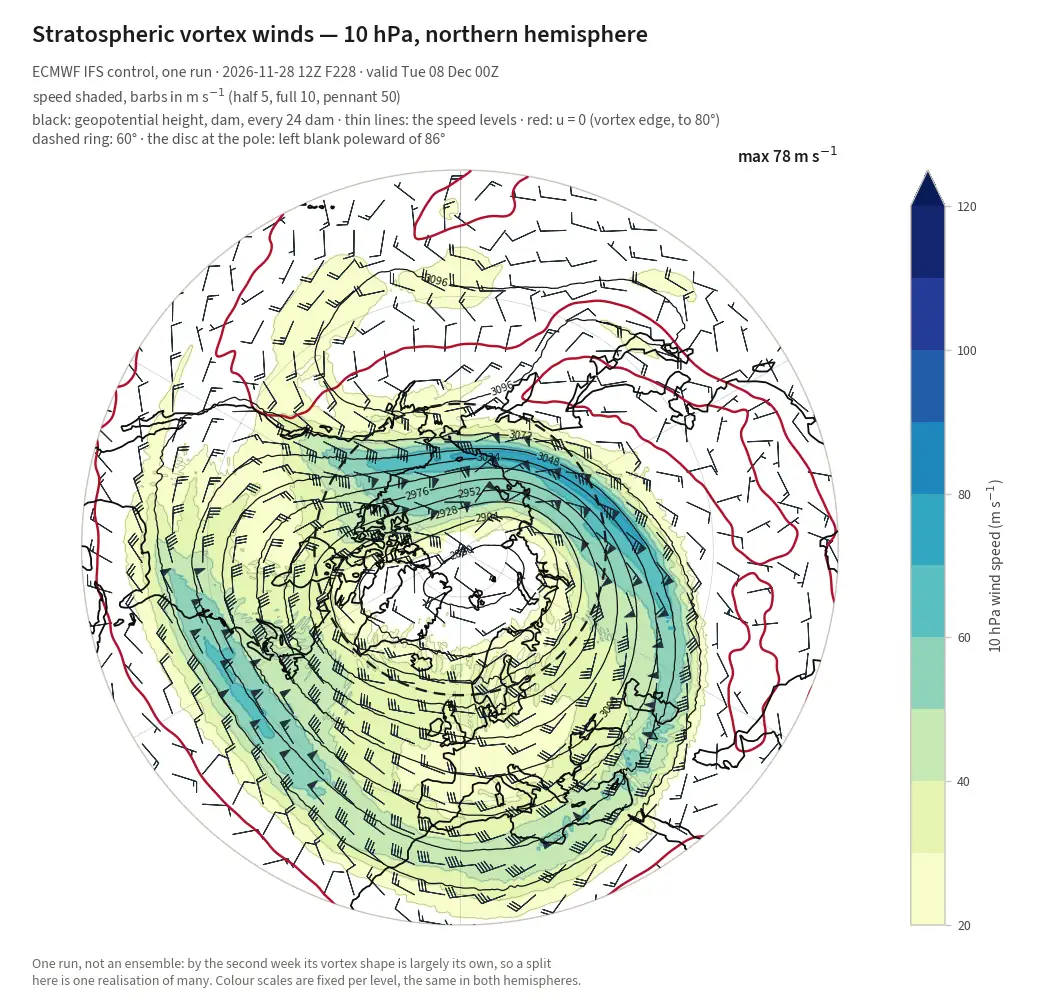 Stratospheric vortex winds — 10 hPa, northern hemisphere
ECMWF IFS control, one run · 2026-11-28 12Z F228 · valid Tue 08 Dec 00Z
speed shaded, barbs in m s⁻¹ (half 5, full 10, pennant 50)
black: geopotential height, dam, every 24 dam · thin lines: the speed levels · red: u = 0 (vortex edge, to 80°)
dashed ring: 60° · the disc at the pole: left blank poleward of 86°
max 78 m s⁻¹
120
100
80
60
40
20
10 hPa wind speed (m s⁻¹)
3096
3096
3072
3048
3024
2976
2952
2928
2904
One run, not an ensemble: by the second week its vortex shape is largely its own, so a split
here is one realisation of many. Colour scales are fixed per level, the same in both hemispheres.